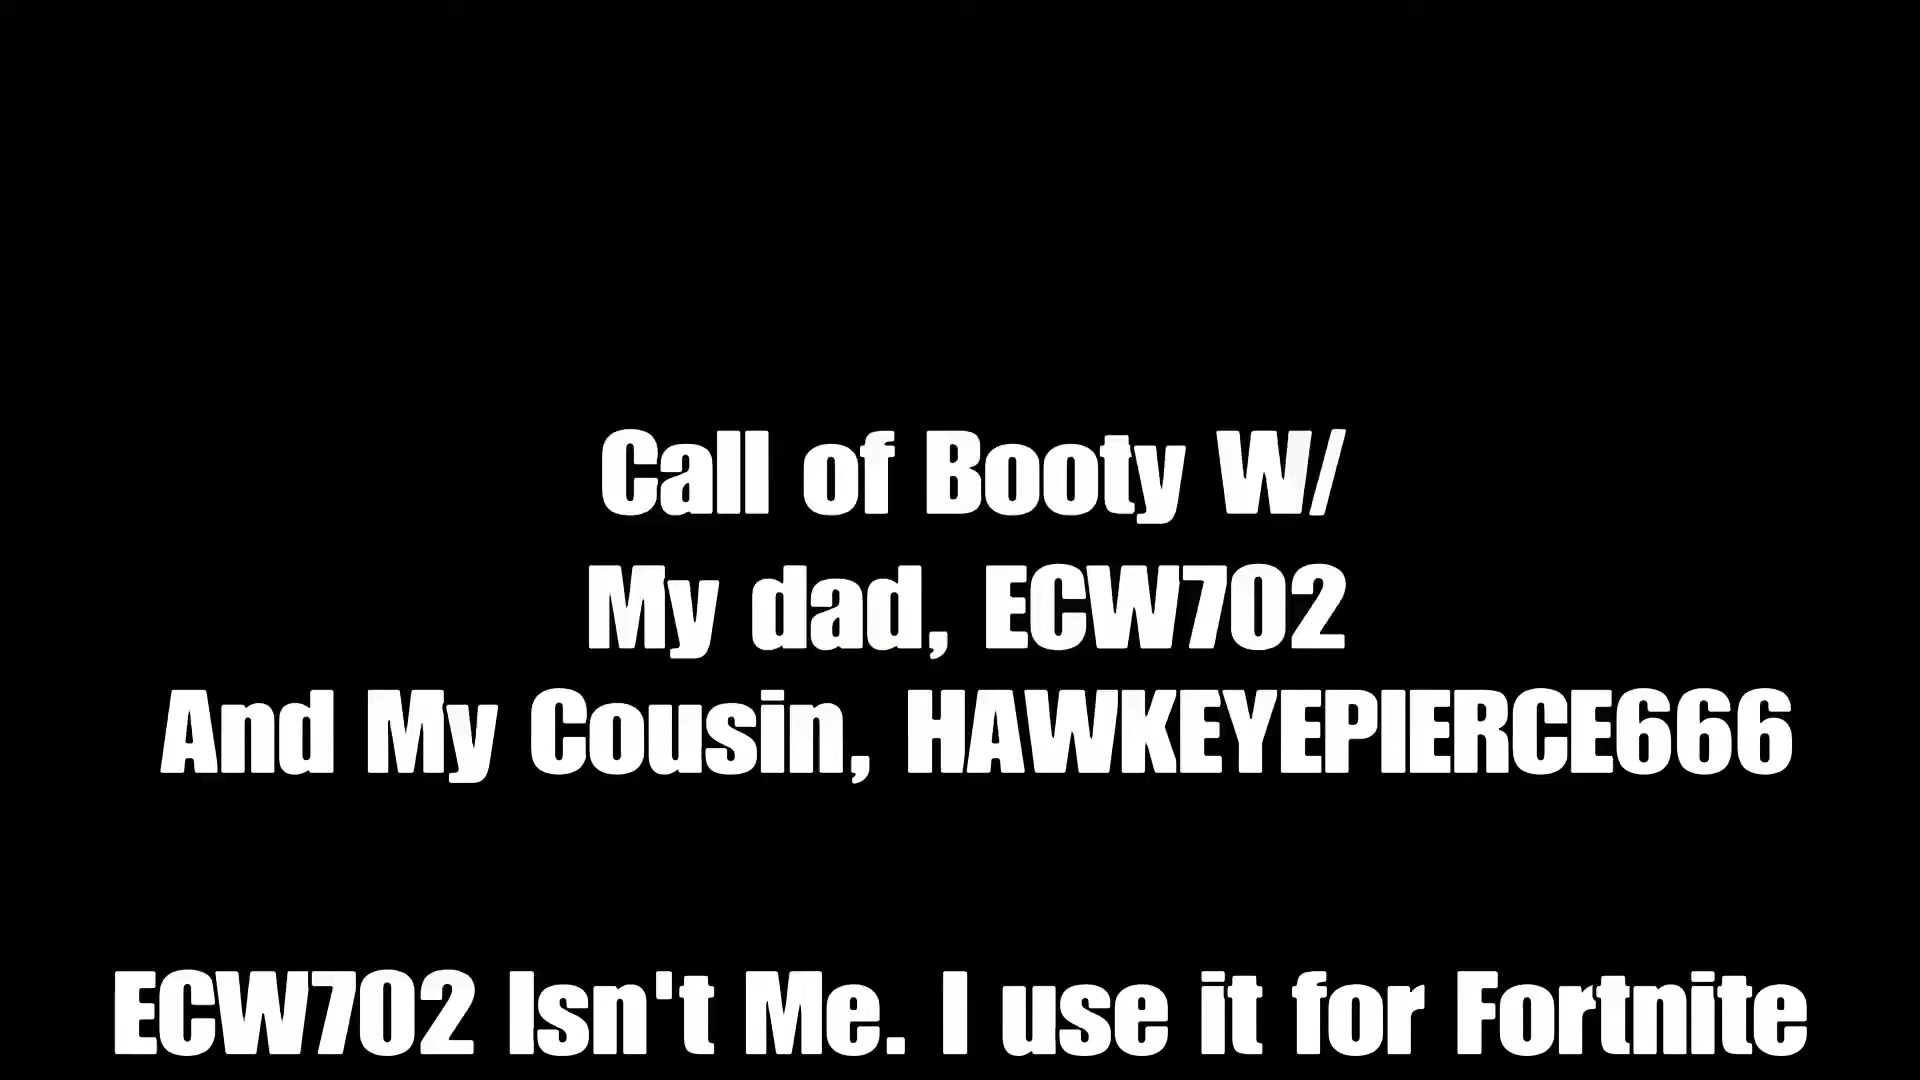 Call of Booty W/
My dad, ECW702
And My Cousin, HAWKEYEPIERCE666
ECW702 Isn't Me. I use it for Fortnite